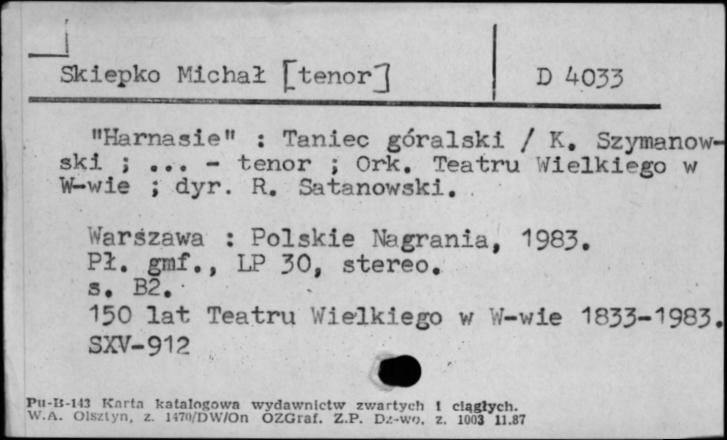 Skiepko Michał [tenor] D 4033
"Harnasie" : Taniec góralski / K. Szymanow-
ski ; ... - tenor ; Ork. Teatru Wielkiego w
W-wie ; dyr. R. Satanowski.
Warszawa : Polskie Nagrania, 1983.
Pł. gmf., LP 30, stereo.
s. B2.
150 lat Teatru Wielkiego w W-wie 1833-1983.
SXV-912
Pu-B-143 Karta katalogowa wydawnictw zwartych i ciągłych.
W.A. Olsztyn, z. 1470/DW/On OZGraf. Z.P. Dz-wo, z. 1003 11.87